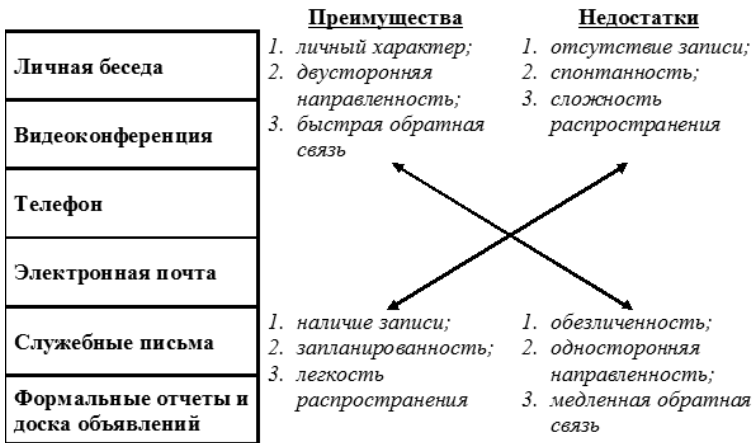 Преимущества
Недостатки
Личная беседа
Видеоконференция
Телефон
Электронная почта
Служебные письма
Формальные отчеты и
доска объявлений
1. личный характер;
2. двусторонняя
направленность;
3. быстрая обратная
связь
1. отсутствие записи;
2. спонтанность;
3. сложность
распространения
1. наличие записи;
2. запланированность;
3. легкость
распространения
1. обезличенность;
2. односторонняя
направленность;
3. медленная обратная
связь